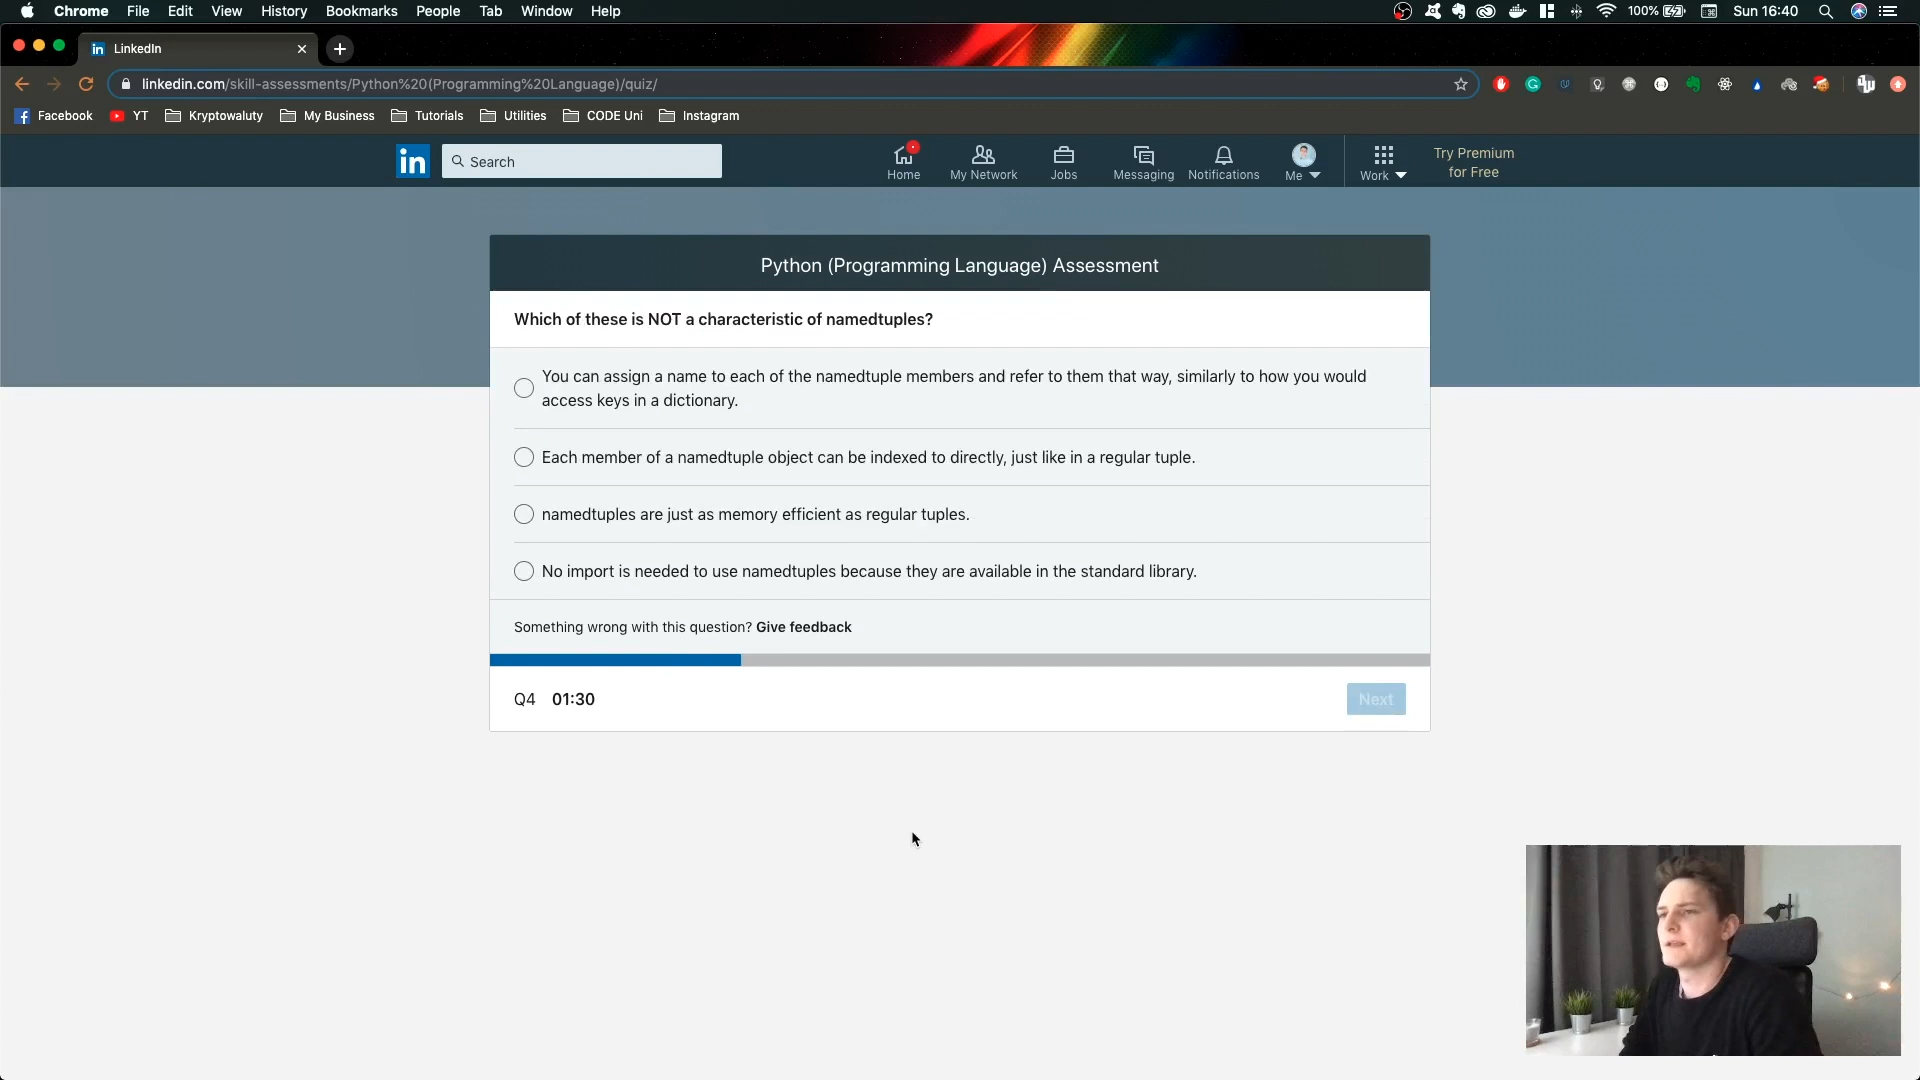 Chrome File Edit View History Bookmarks People Tab Window Help 100% Sun 16:40
LinkedIn
linkedin.com/skill-assessments/Python%20(Programming%20Language)/quiz/
Facebook YT Kryptowaluty My Business Tutorials Utilities CODE Uni Instagram
in Search Home My Network Jobs Messaging Notifications Me Work Try Premium
for Free
Python (Programming Language) Assessment
Which of these is NOT a characteristic of namedtuples?
You can assign a name to each of the namedtuple members and refer to them that way, similarly to how you would
access keys in a dictionary.
Each member of a namedtuple object can be indexed to directly, just like in a regular tuple.
namedtuples are just as memory efficient as regular tuples.
No import is needed to use namedtuples because they are available in the standard library.
Something wrong with this question? Give feedback
Q4 01:30 Next